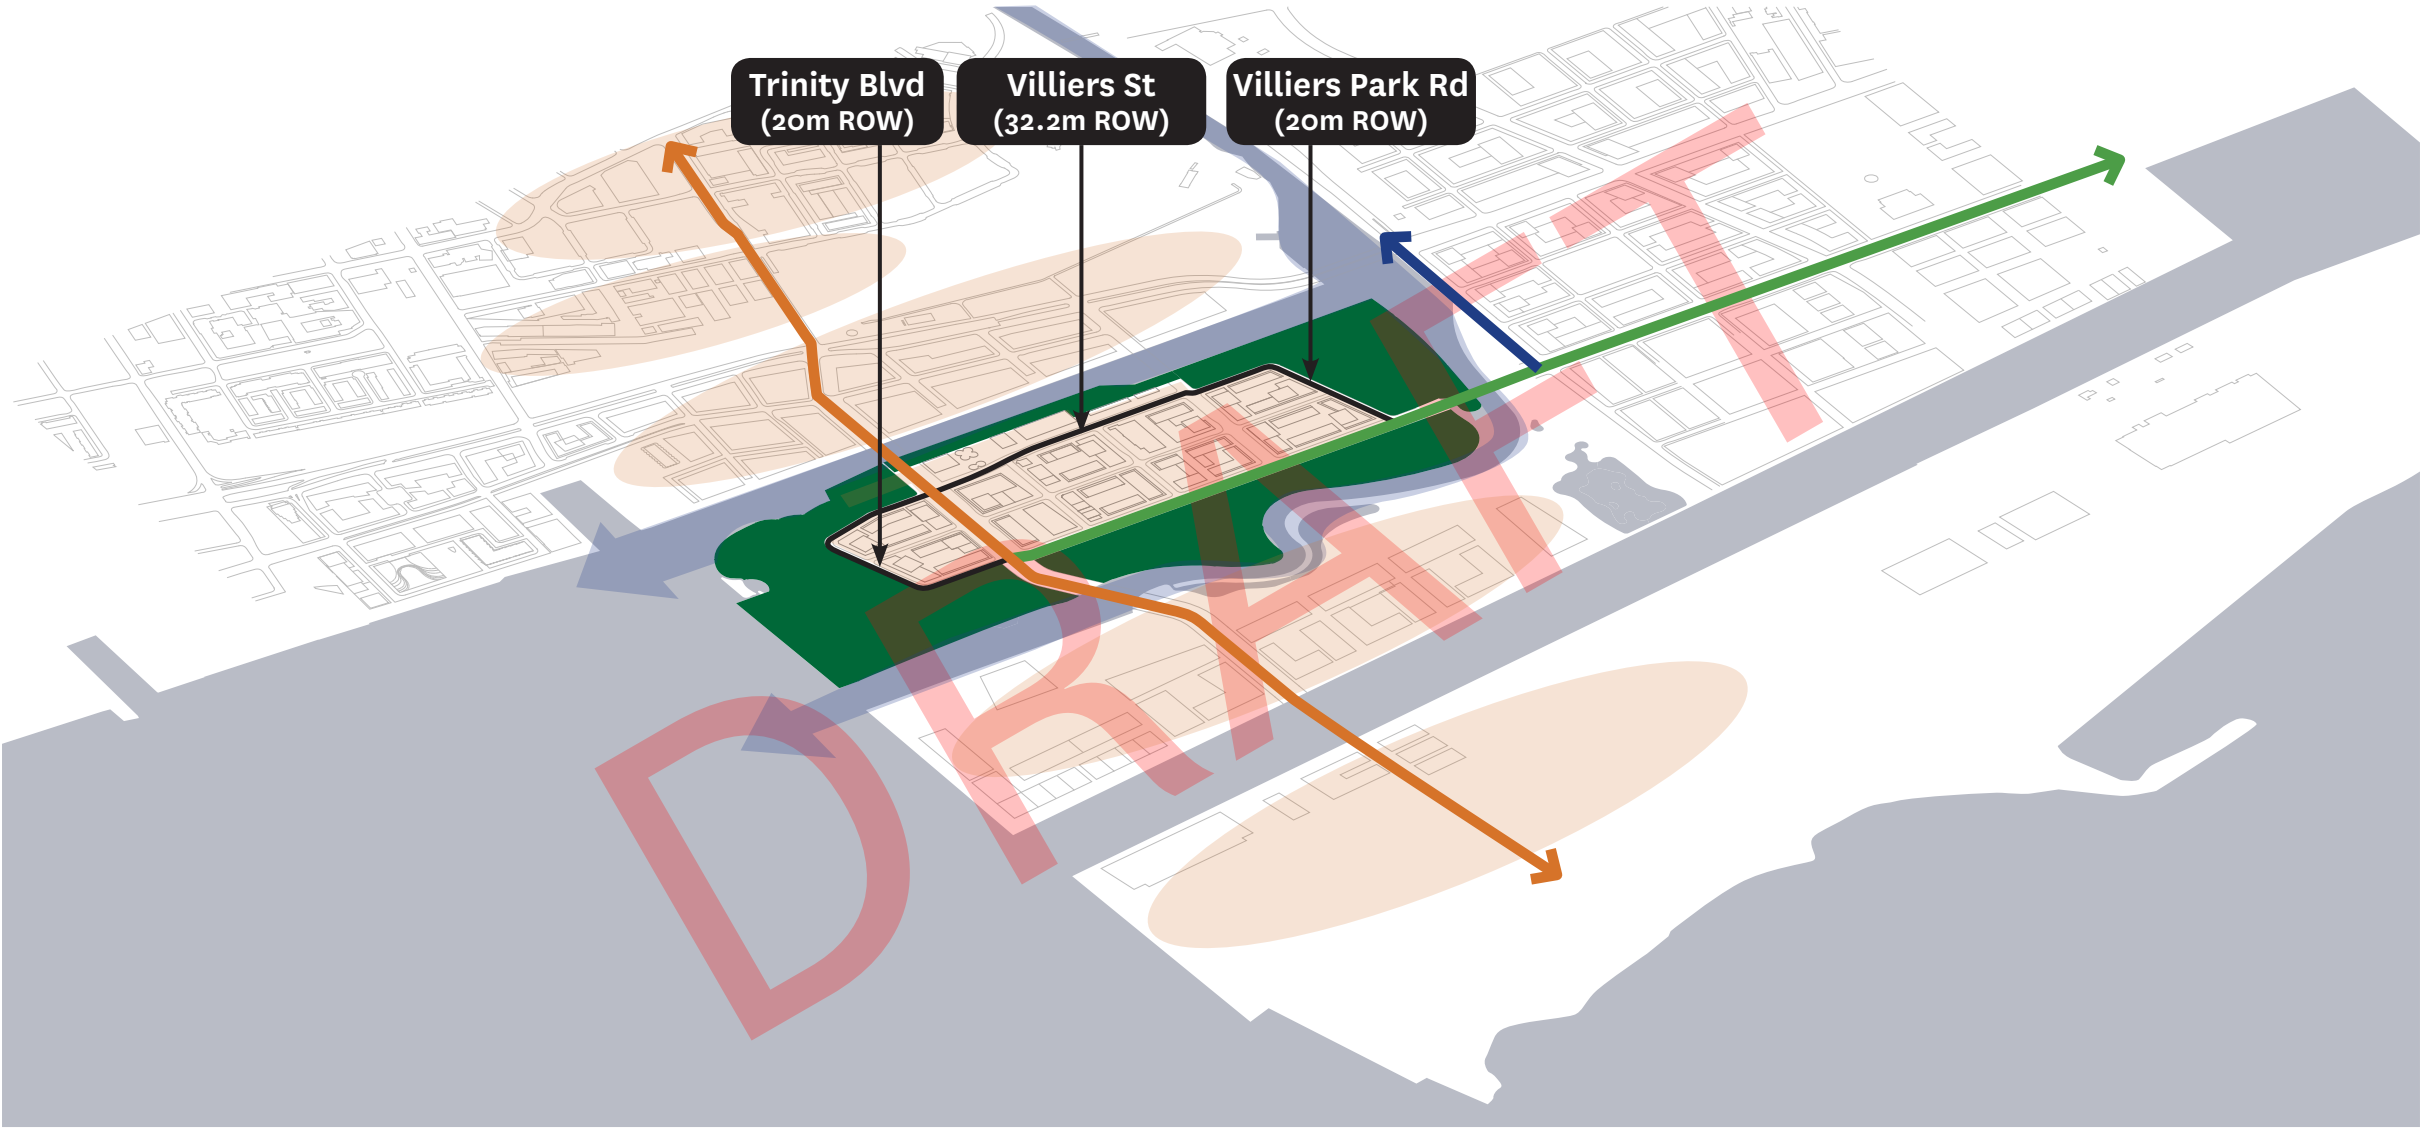 Trinity Blvd
(20m ROW)
Villiers St
(32.2m ROW)
Villiers Park Rd
(20m ROW)
DRAFT